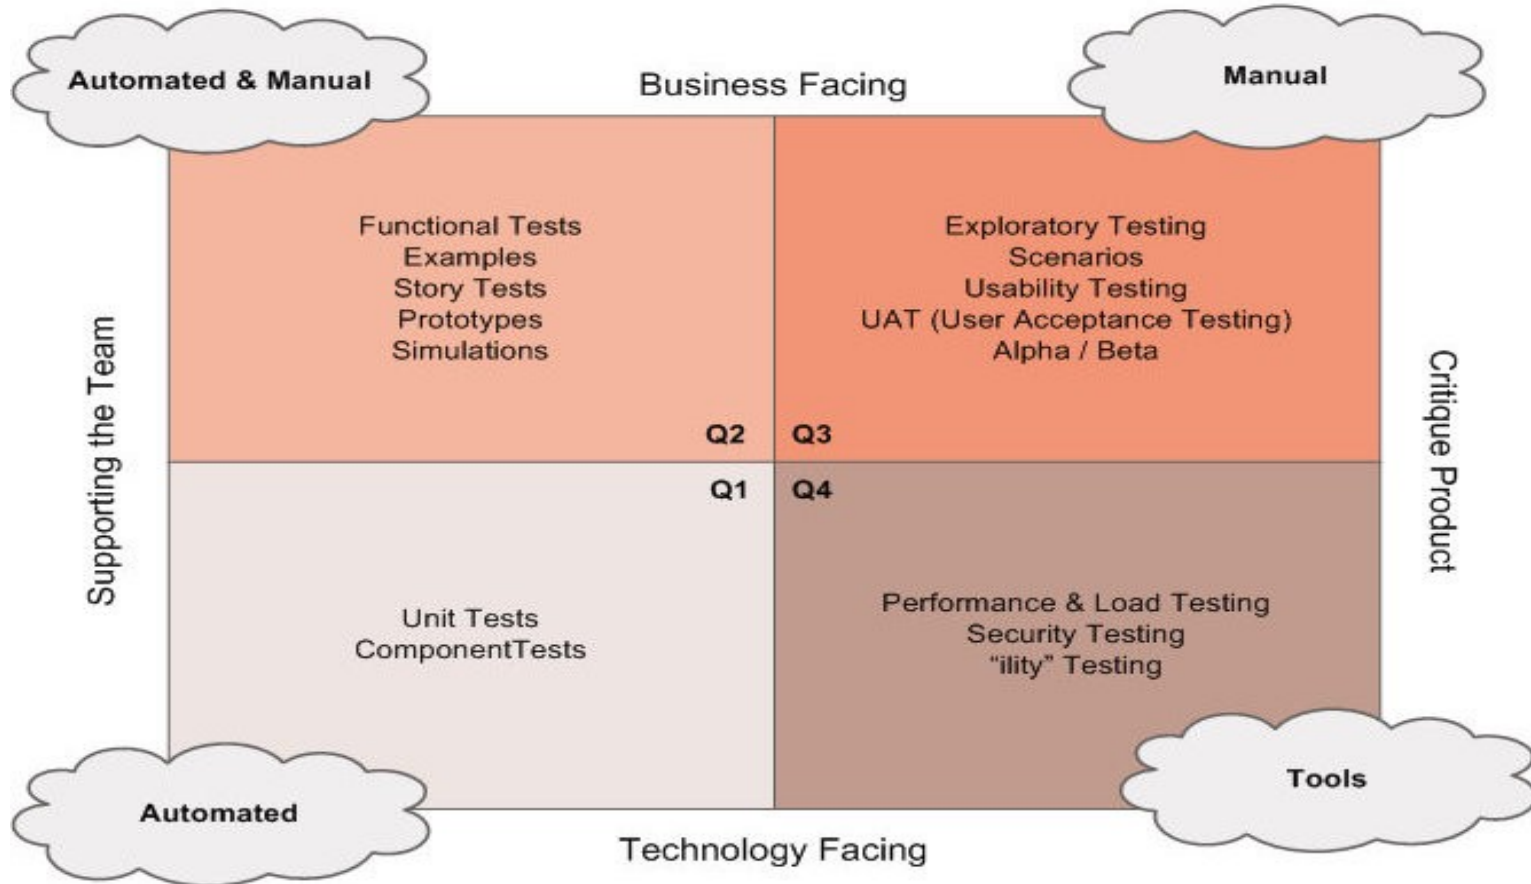 Automated & Manual
Business Facing
Manual
Functional Tests
Examples
Story Tests
Prototypes
Simulations
Exploratory Testing
Scenarios
Usability Testing
UAT (User Acceptance Testing)
Alpha / Beta
Supporting the Team
Critique Product
Q2
Q3
Q1
Q4
Unit Tests
ComponentTests
Performance & Load Testing
Security Testing
“ility” Testing
Automated
Tools
Technology Facing